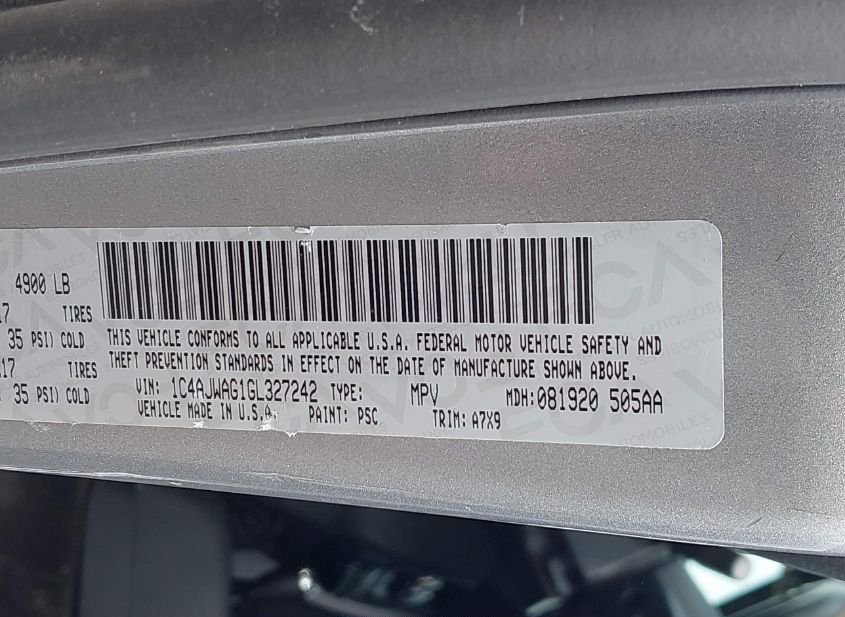 4900 LB
17 TIRES
35 PSI) COLD
17 TIRES
35 PSI) COLD
THIS VEHICLE CONFORMS TO ALL APPLICABLE U.S.A. FEDERAL MOTOR VEHICLE SAFETY AND
THEFT PREVENTION STANDARDS IN EFFECT ON THE DATE OF MANUFACTURE SHOWN ABOVE.
VIN: 1C4AJWAG1GL327242 TYPE: MPV MDH:081920 505AA
VEHICLE MADE IN U.S.A. PAINT: PSC TRIM: A7X9